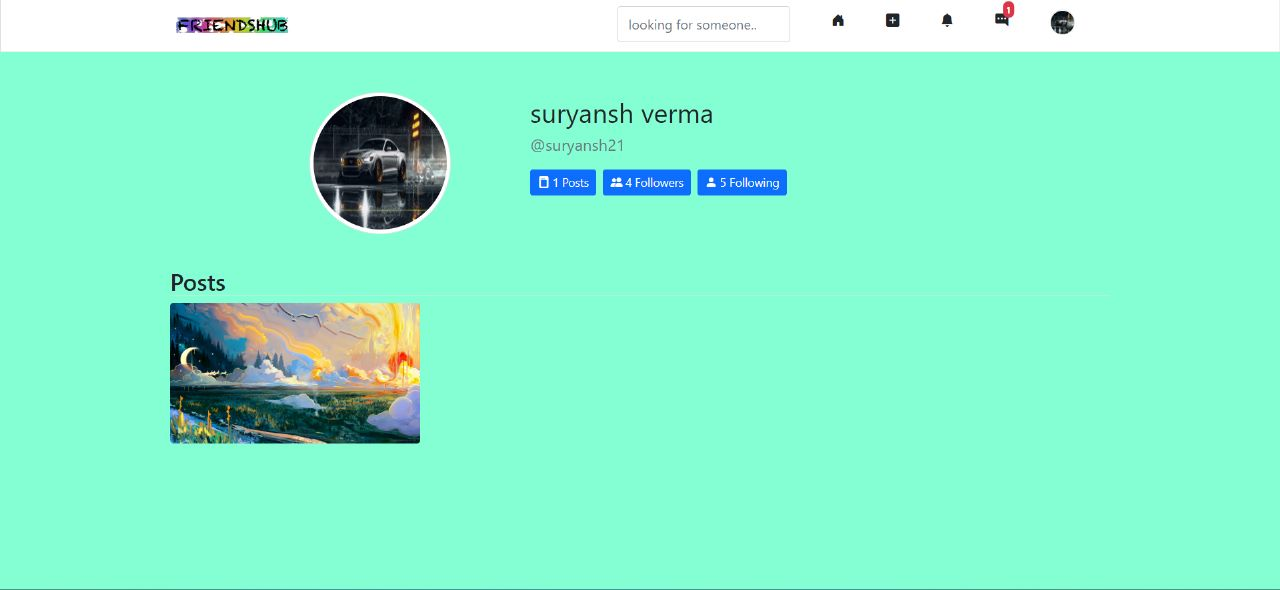 FRIENDSHUB
looking for someone..
1
suryansh verma
@suryansh21
1 Posts 4 Followers 5 Following
Posts